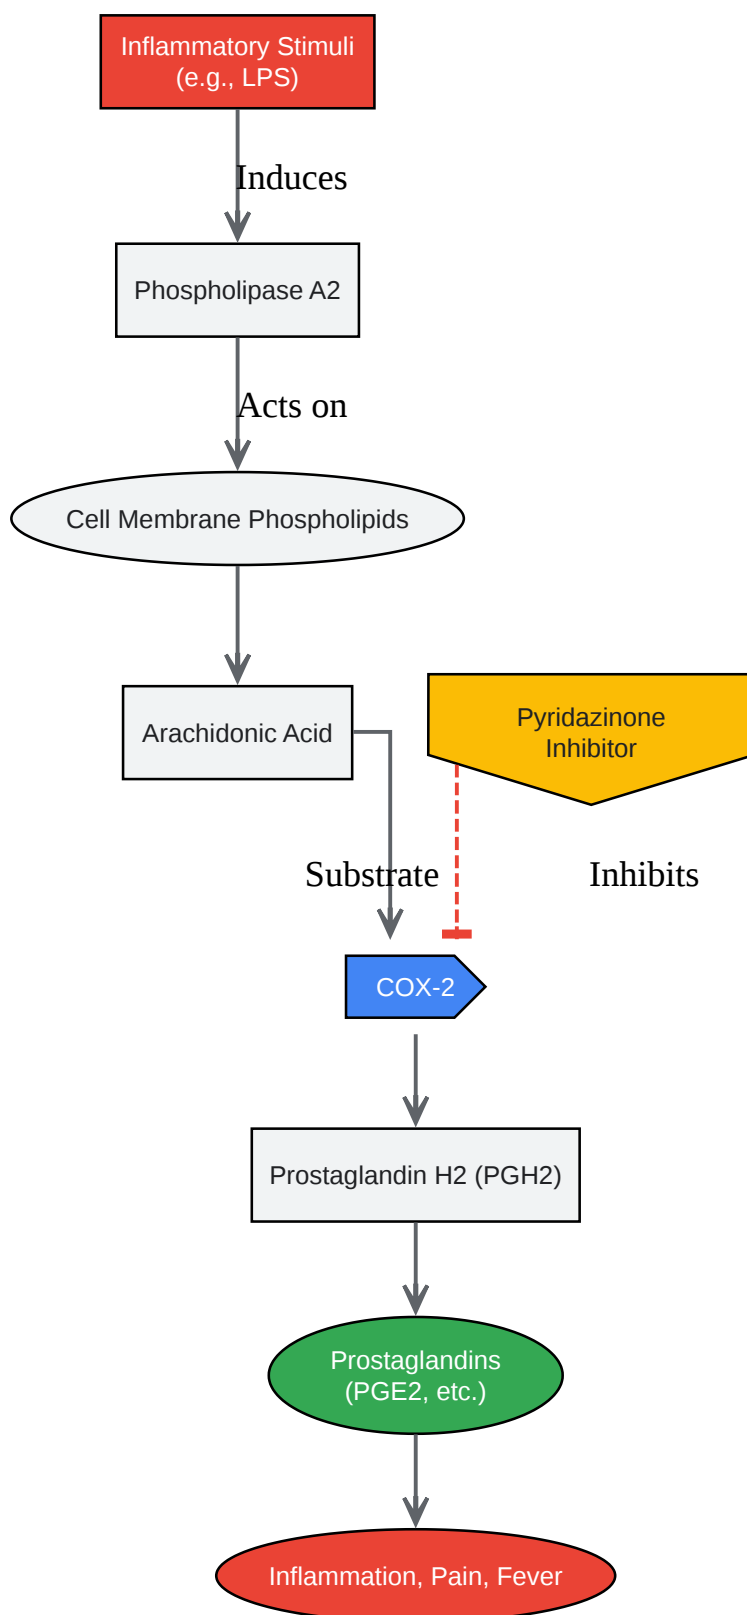 Inflammatory Stimuli
(e.g., LPS)
Induces
Phospholipase A2
Acts on
Cell Membrane Phospholipids
Arachidonic Acid
Pyridazinone
Inhibitor
Substrate
Inhibits
COX-2
Prostaglandin H2 (PGH2)
Prostaglandins
(PGE2, etc.)
Inflammation, Pain, Fever